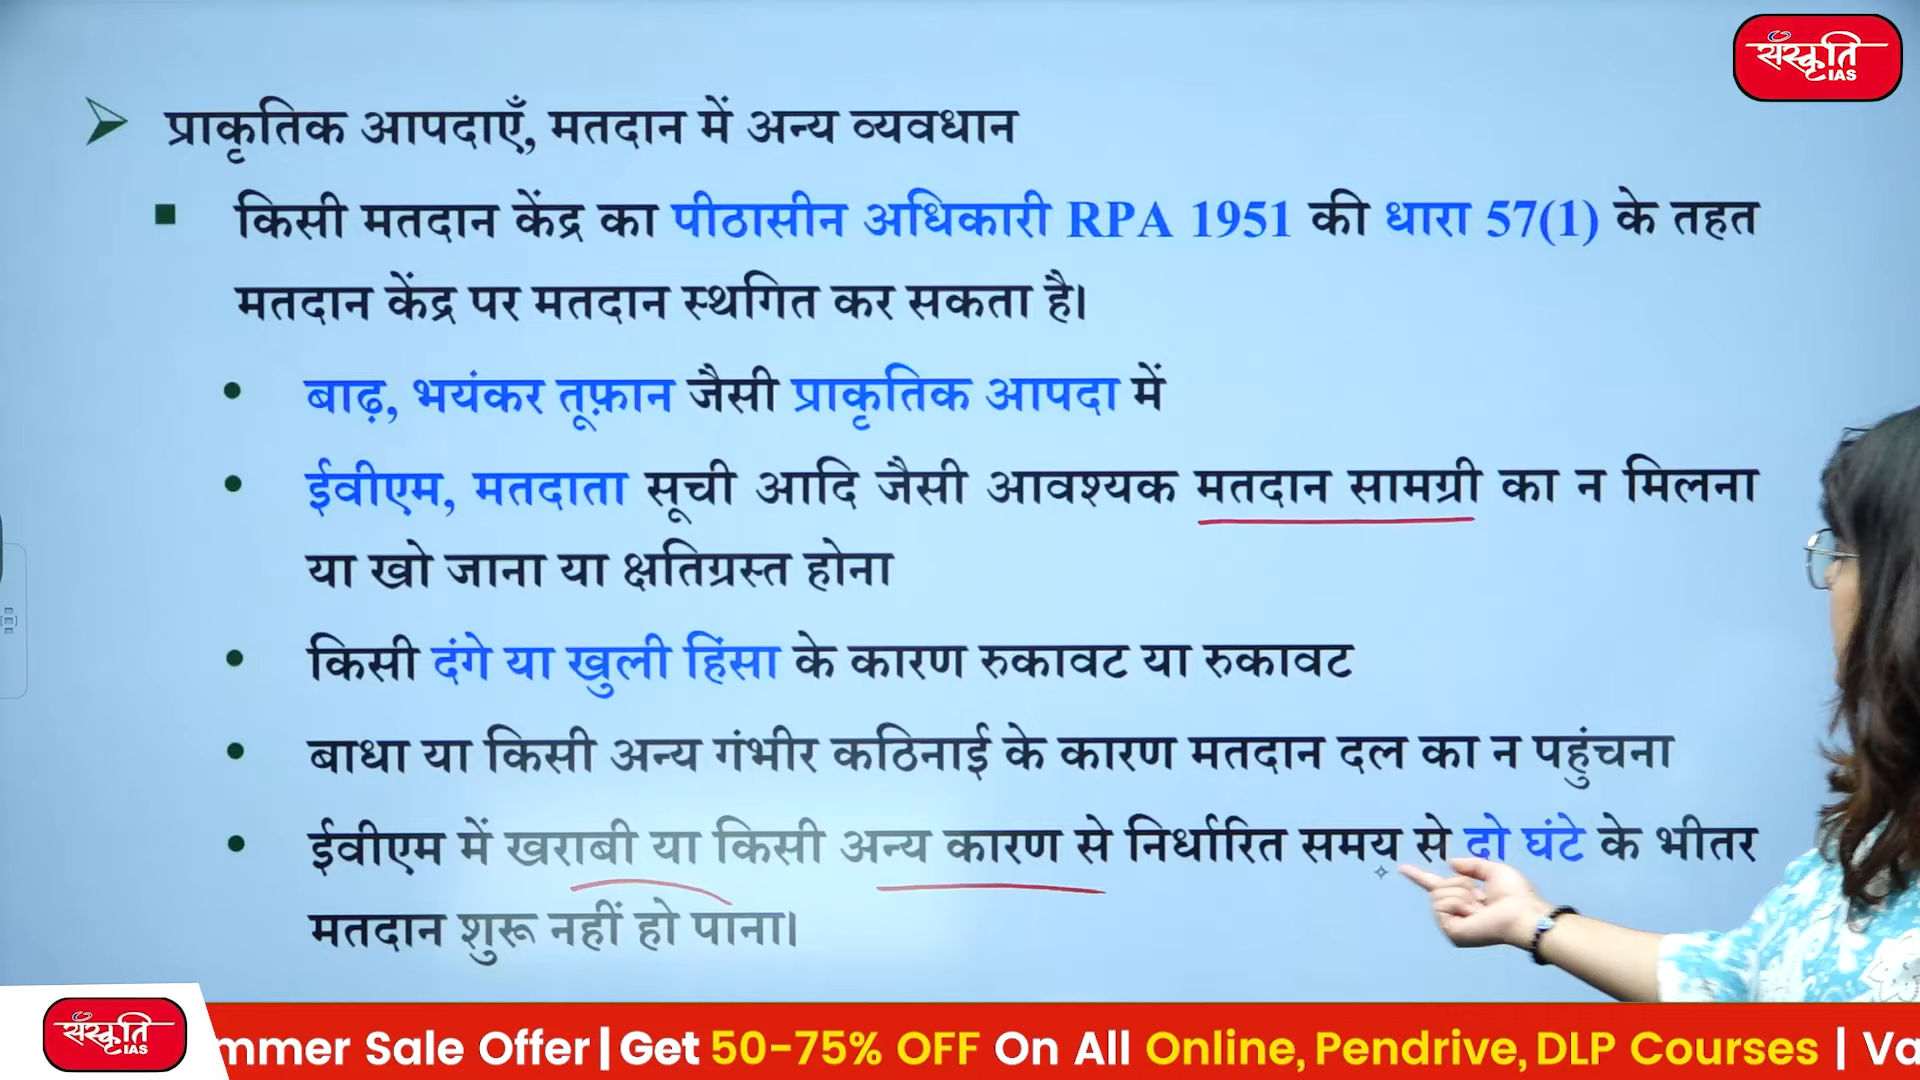 संस्कृति
IAS
प्राकृतिक आपदाएँ, मतदान में अन्य व्यवधान
किसी मतदान केंद्र का पीठासीन अधिकारी RPA 1951 की धारा 57(1) के तहत
मतदान केंद्र पर मतदान स्थगित कर सकता है।
बाढ़, भयंकर तूफ़ान जैसी प्राकृतिक आपदा में
ईवीएम, मतदाता सूची आदि जैसी आवश्यक मतदान सामग्री का न मिलना
या खो जाना या क्षतिग्रस्त होना
किसी दंगे या खुली हिंसा के कारण रुकावट या रुकावट
बाधा या किसी अन्य गंभीर कठिनाई के कारण मतदान दल का न पहुंचना
ईवीएम में खराबी या किसी अन्य कारण से निर्धारित समय से दो घंटे के भीतर
मतदान शुरू नहीं हो पाना।
संस्कृति
IAS
mmer Sale Offer | Get 50-75% OFF On All Online, Pendrive, DLP Courses | Va